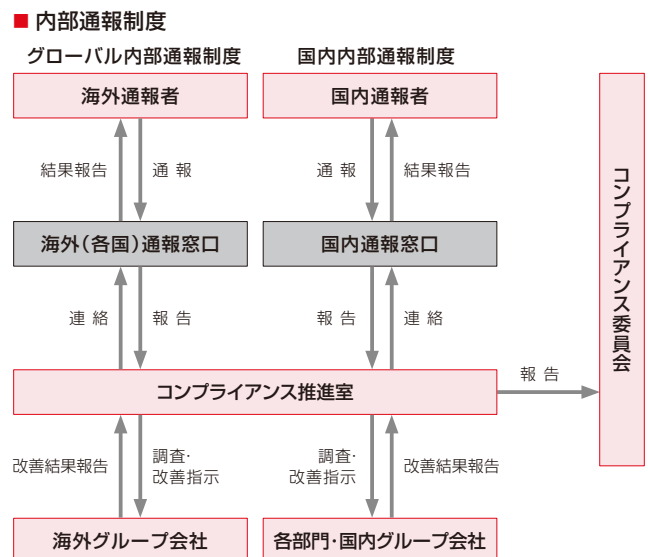 ■ 内部通報制度
グローバル内部通報制度
国内内部通報制度
海外通報者
国内通報者
結果報告
通 報
通 報
結果報告
海外（各国）通報窓口
国内通報窓口
連 絡
報 告
報 告
連 絡
コンプライアンス推進室
報 告
コンプライアンス委員会
改善結果報告
調査・
改善指示
調査・
改善指示
改善結果報告
海外グループ会社
各部門・国内グループ会社